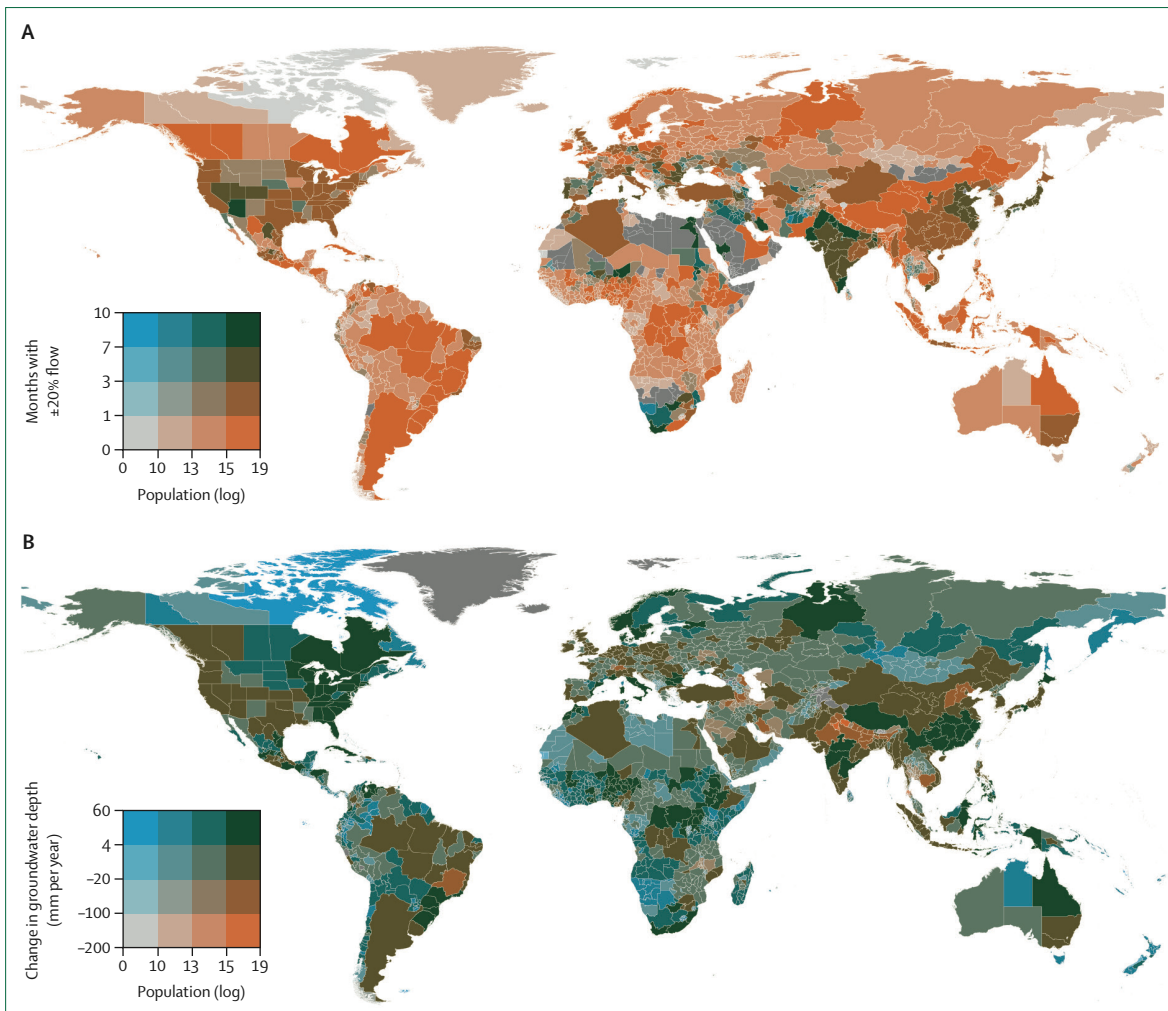 A
10
7
3
1
0
Months with
±20% flow
0 10 13 15 19
Population (log)
B
60
4
–20
–100
–200
Change in groundwater depth
(mm per year)
0 10 13 15 19
Population (log)